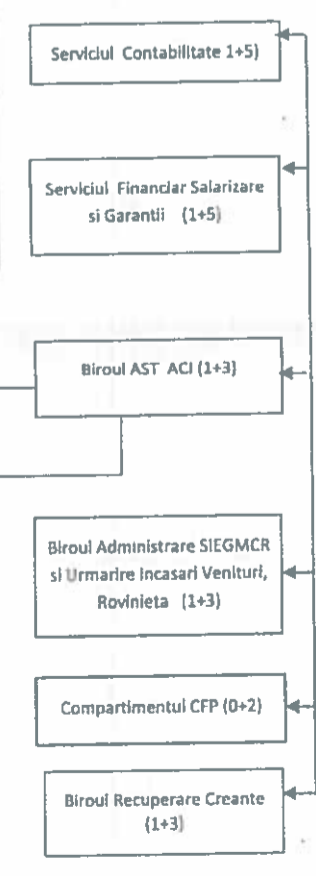 Serviciul Contabilitate 1+5)
Serviciul Financiar Salarizare
si Garantii (1+5)
Biroul AST ACI (1+3)
Biroul Administrare SIEGMCR
si Urmarire Incasari Venituri,
Rovinieta (1+3)
Compartimentul CFP (0+2)
Biroul Recuperare Creante
(1+3)